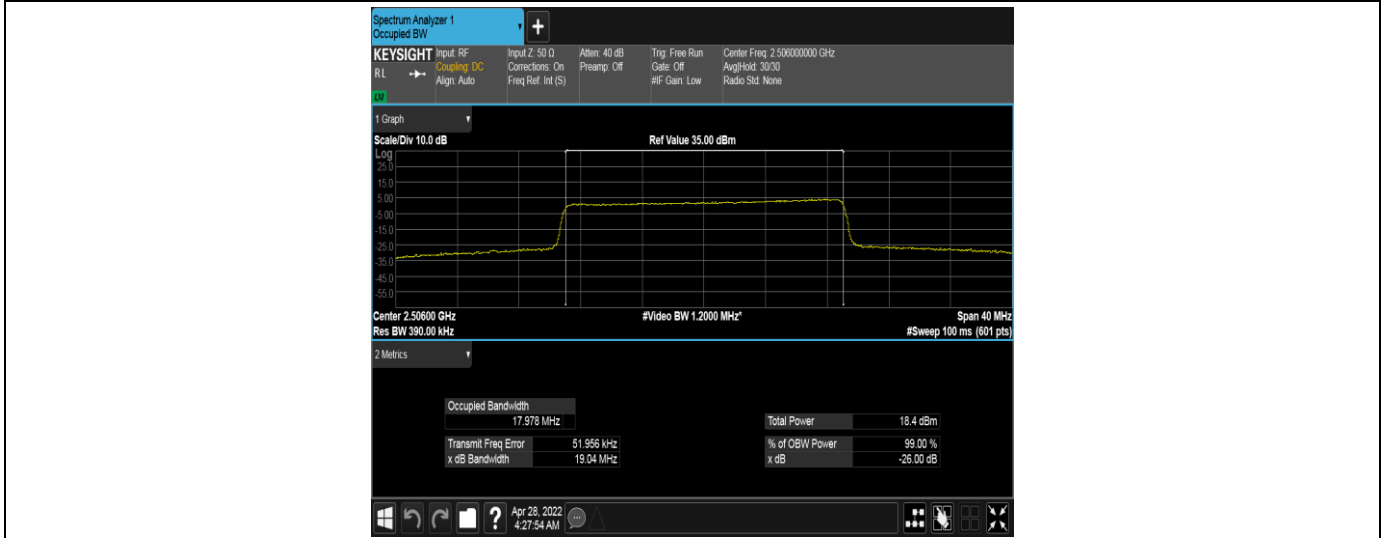 Spectrum Analyzer 1
Occupied BW
+
KEYSIGHT
RL
Input: RF
Coupling: DC
Align: Auto
Input Z: 50 Ω
Corrections: On
Freq Ref: Int (S)
Atten: 40 dB
Preamp: Off
Trig: Free Run
Gate: Off
#IF Gain: Low
Center Freq: 2.506000000 GHz
Avg|Hold: 30/30
Radio Std: None
1 Graph
Scale/Div 10.0 dB
Ref Value 35.00 dBm
Log
25.0
15.0
5.00
-5.00
-15.0
-25.0
-35.0
-45.0
-55.0
Center 2.50600 GHz
#Video BW 1.2000 MHz*
Span 40 MHz
Res BW 390.00 kHz
#Sweep 100 ms (601 pts)
2 Metrics
Occupied Bandwidth
17.978 MHz
Total Power 18.4 dBm
Transmit Freq Error 51.956 kHz
% of OBW Power 99.00 %
x dB Bandwidth 19.04 MHz
x dB -26.00 dB
?
Apr 28, 2022
4:27:54 AM